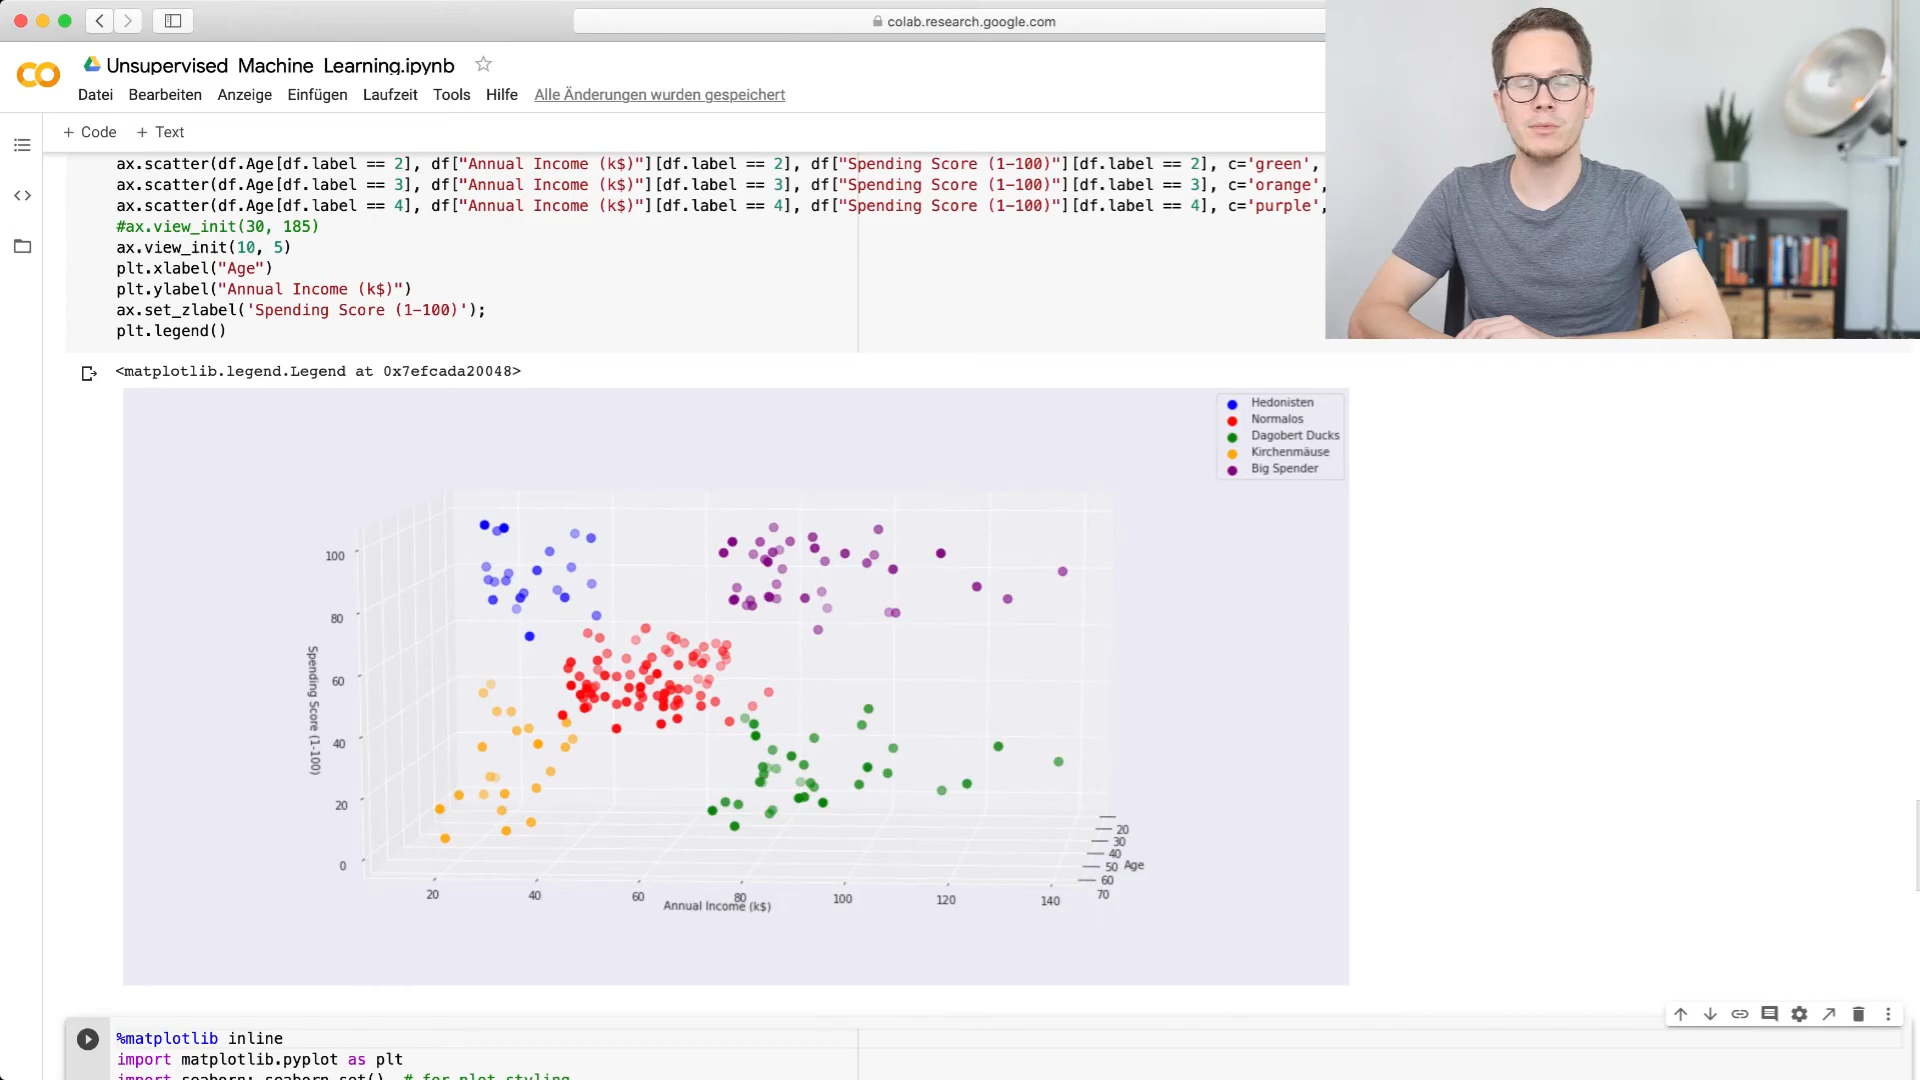 colab.research.google.com
Unsupervised Machine Learning.ipynb
Datei Bearbeiten Anzeige Einfügen Laufzeit Tools Hilfe Alle Änderungen wurden gespeichert
+ Code + Text
ax.scatter(df.Age[df.label == 2], df["Annual Income (k$)"][df.label == 2], df["Spending Score (1-100)"][df.label == 2], c='green',
ax.scatter(df.Age[df.label == 3], df["Annual Income (k$)"][df.label == 3], df["Spending Score (1-100)"][df.label == 3], c='orange',
ax.scatter(df.Age[df.label == 4], df["Annual Income (k$)"][df.label == 4], df["Spending Score (1-100)"][df.label == 4], c='purple',
#ax.view_init(30, 185)
ax.view_init(10, 5)
plt.xlabel("Age")
plt.ylabel("Annual Income (k$)")
ax.set_zlabel('Spending Score (1-100)');
plt.legend()
<matplotlib.legend.Legend at 0x7efcada20048>
Hedonisten
Normalos
Dagobert Ducks
Kirchenmäuse
Big Spender
Spending Score (1-100)
100
80
60
40
20
0
20 40 60 80 100 120 140
Annual Income (k$)
20
30
40
50
60
70
Age
%matplotlib inline
import matplotlib.pyplot as plt
import seaborn; seaborn.set() # for plot styling